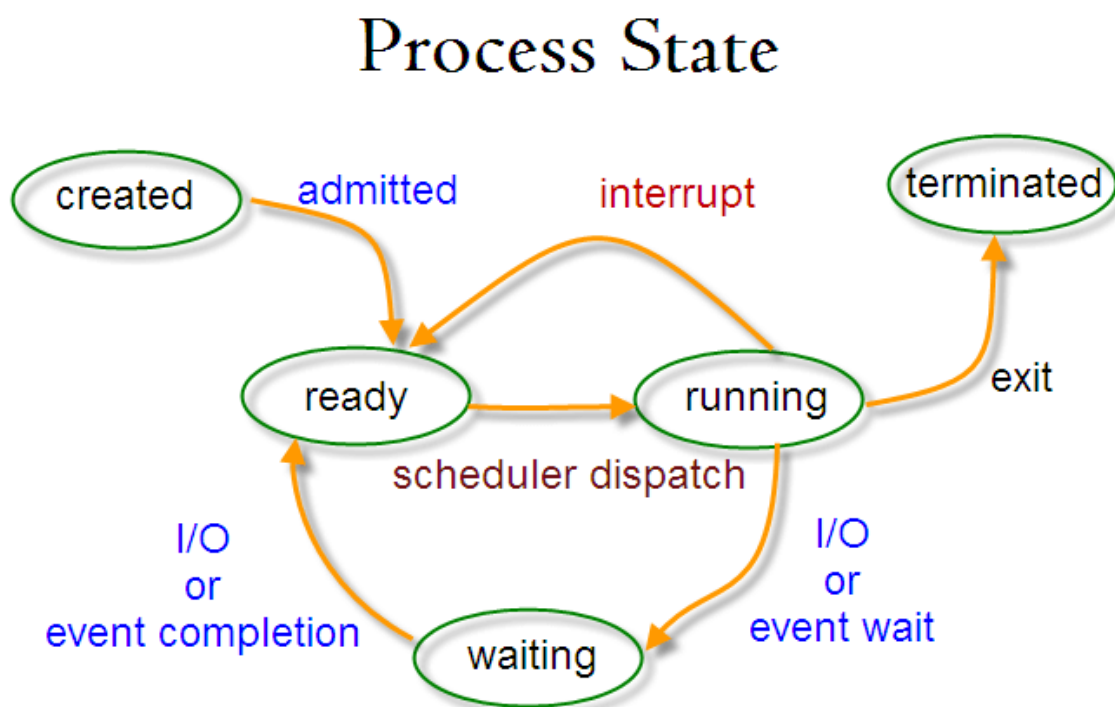 Process State
created
admitted
interrupt
terminated
ready
running
exit
scheduler dispatch
I/O
or
event completion
I/O
or
event wait
waiting